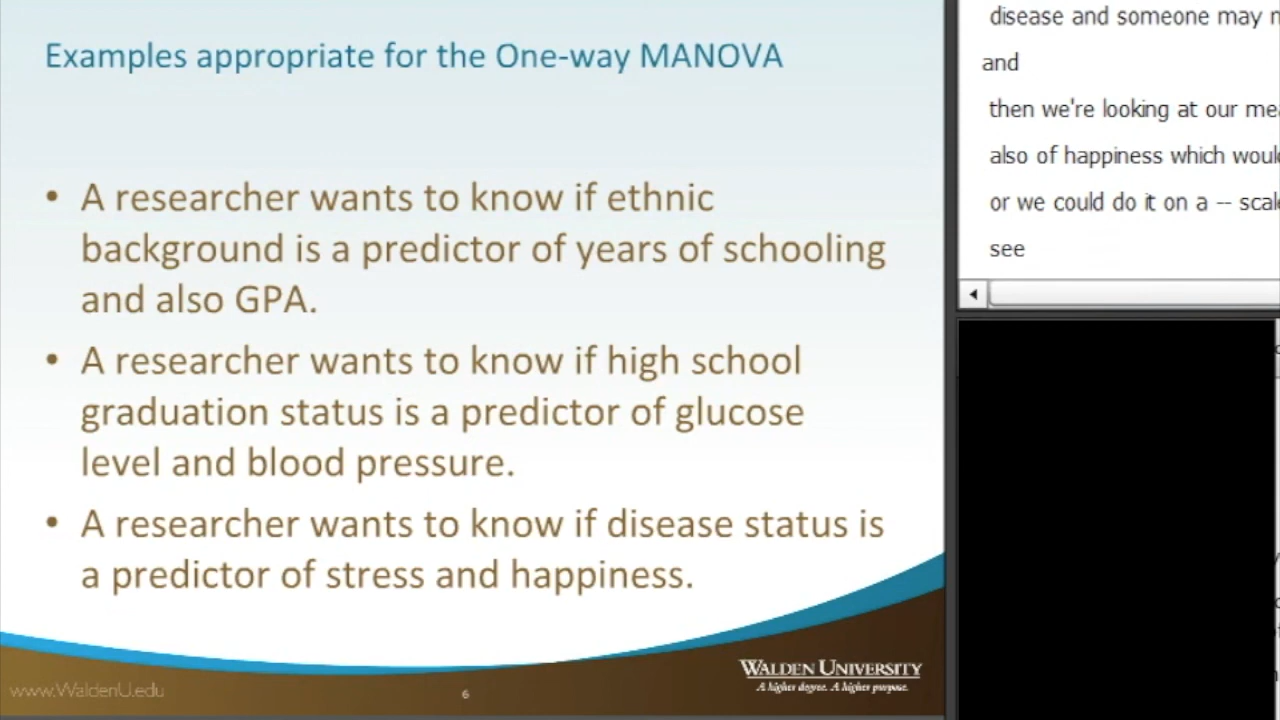 Examples appropriate for the One-way MANOVA
• A researcher wants to know if ethnic
background is a predictor of years of schooling
and also GPA.
• A researcher wants to know if high school
graduation status is a predictor of glucose
level and blood pressure.
• A researcher wants to know if disease status is
a predictor of stress and happiness.
www.WaldenU.edu
6
WALDEN UNIVERSITY
A higher degree. A higher purpose.
disease and someone may
and
then we're looking at our
also of happiness which
or we could do it on a --
see